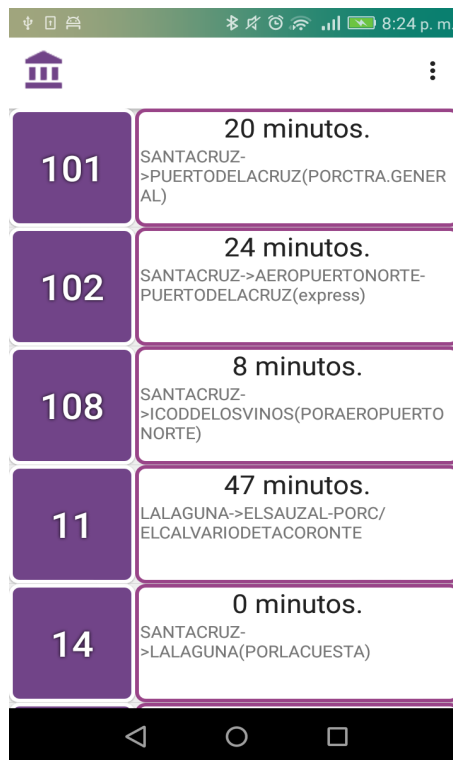 8:24 p. m.
101
20 minutos.
SANTACRUZ-
>PUERTODELACRUZ(PORCTRA.GENER
AL)
102
24 minutos.
SANTACRUZ->AEROPUERTONORTE-
PUERTODELACRUZ(express)
108
8 minutos.
SANTACRUZ-
>ICODDELOSVINOS(PORAEROPUERTO
NORTE)
11
47 minutos.
LALAGUNA->ELSAUZAL-PORC/
ELCALVARIODETACORONTE
14
0 minutos.
SANTACRUZ-
>LALAGUNA(PORLACUESTA)